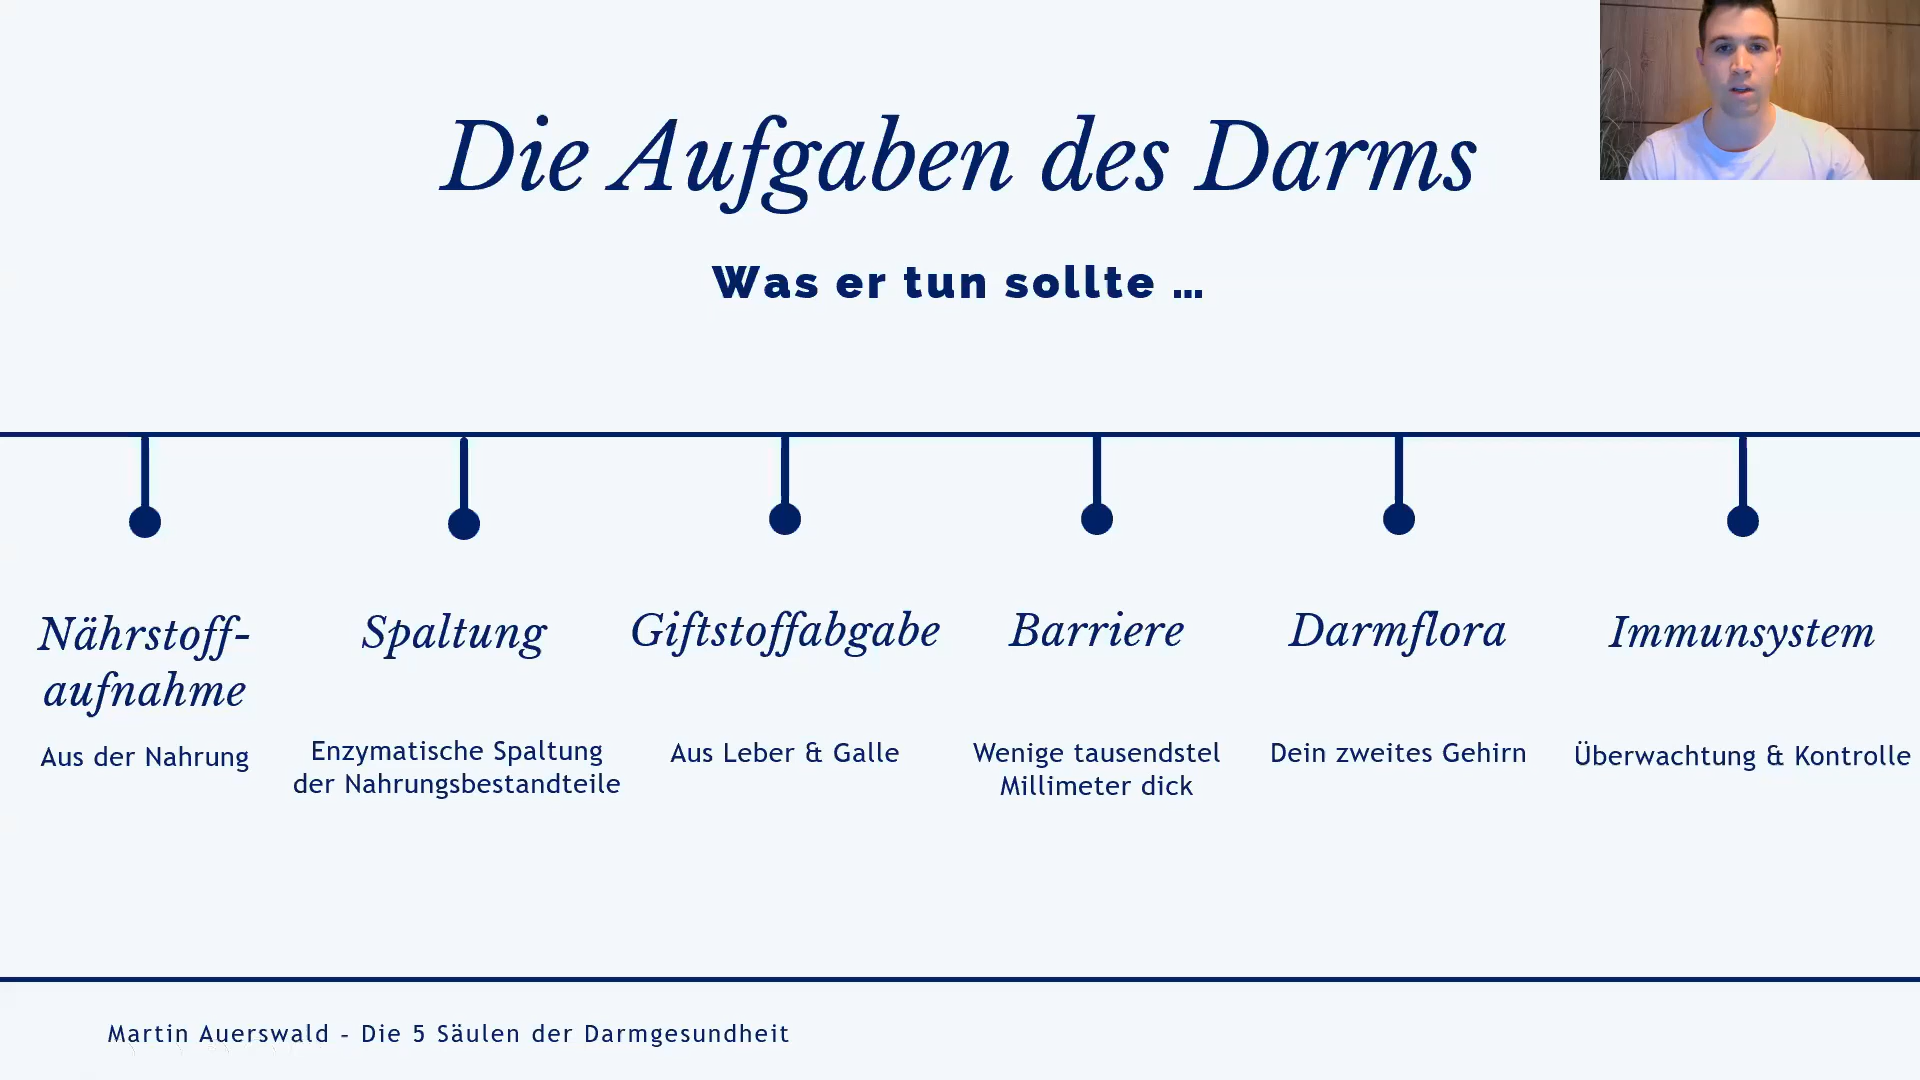 Die Aufgaben des Darms
Was er tun sollte ...
Nährstoff-
aufnahme
Aus der Nahrung
Spaltung
Enzymatische Spaltung
der Nahrungsbestandteile
Giftstoffabgabe
Aus Leber & Galle
Barriere
Wenige tausendstel
Millimeter dick
Darmflora
Dein zweites Gehirn
Immunsystem
Überwachtung & Kontrolle
Martin Auerswald – Die 5 Säulen der Darmgesundheit